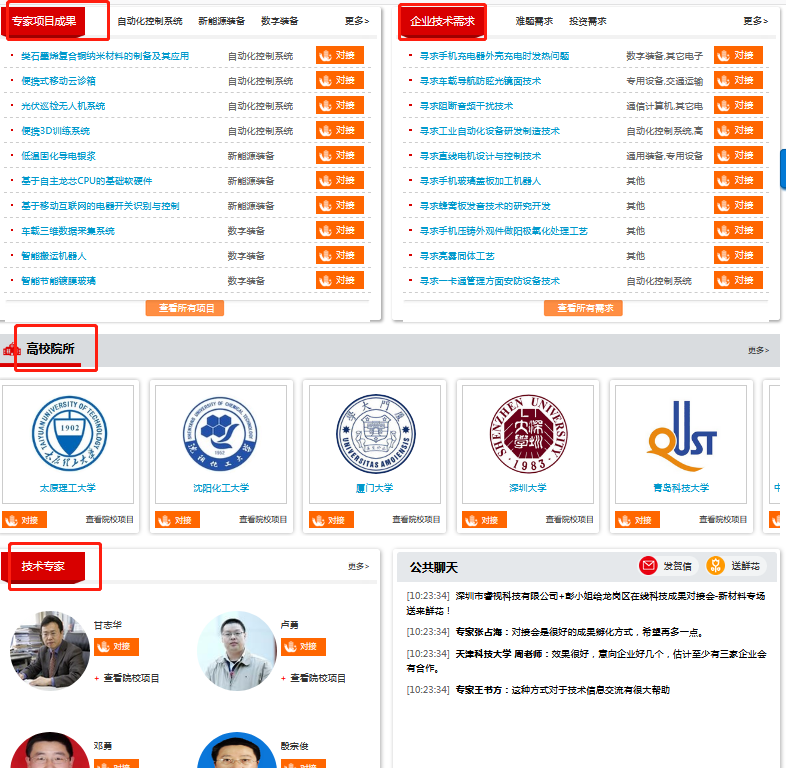 专家项目成果 自动化控制系统 新能源装备 数字装备 更多>
类石墨烯复合铜纳米材料的制备及其应用 自动化控制系统 对接
便携式移动云诊箱 自动化控制系统 对接
光伏巡检无人机系统 自动化控制系统 对接
便携3D训练系统 自动化控制系统 对接
低温固化导电银浆 新能源装备 对接
基于自主龙芯CPU的基础软硬件 新能源装备 对接
基于移动互联网的电器开关识别与控制 新能源装备 对接
车载三维数据采集系统 数字装备 对接
智能搬运机器人 数字装备 对接
智能节能镀膜玻璃 数字装备 对接
查看所有项目
企业技术需求 难题需求 投资需求 更多>
寻求手机充电器外壳充电时发热问题 数字装备,其它电子 对接
寻求车载导航防眩光镜面技术 专用设备,交通运输 对接
寻求阻断音频干扰技术 通信计算机,其它电 对接
寻求工业自动化设备研发制造技术 自动化控制系统,高 对接
寻求直线电机设计与控制技术 通用装备,专用设备 对接
寻求手机玻璃盖板加工机器人 其他 对接
寻求蜂窝板发音技术的研究开发 其他 对接
寻求手机压铸外观件做阳极氧化处理工艺 其他 对接
寻求亮雾同体工艺 其他 对接
寻求一卡通管理方面安防设备技术 自动化控制系统 对接
查看所有需求
高校院所 更多>
TAIYUAN UNIVERSITY OF TECHNOLOGY
1902
太原理工大学
太原理工大学
对接 查看院校项目
SHENYANG UNIVERSITY OF CHEMICAL TECHNOLOGY
1952
沈阳化工大学
沈阳化工大学
对接 查看院校项目
學大門廈
UNIVERSITAS AMOIENSIS
厦门大学
对接 查看院校项目
SHENZHEN UNIVERSITY
·1983·
深圳大学
对接 查看院校项目
QUST
青岛科技大学
对接 查看院校项目
技术专家 更多>
甘志华
对接
+ 查看院校项目
卢勇
对接
+ 查看院校项目
邓勇
对接
殷宗俊
对接
公共聊天 发贺信 送鲜花
[10:23:34] 深圳市睿视科技有限公司+彭小姐给龙岗区在线科技成果对接会-新材料专场
送来鲜花！
[10:23:34] 专家张占海：对接会是很好的成果孵化方式，希望再多一点。
[10:23:34] 天津科技大学 周老师：效果很好，意向企业好几个，估计至少有三家企业会
有合作。
[10:23:34] 专家王书方：这种方式对于技术信息交流有很大帮助